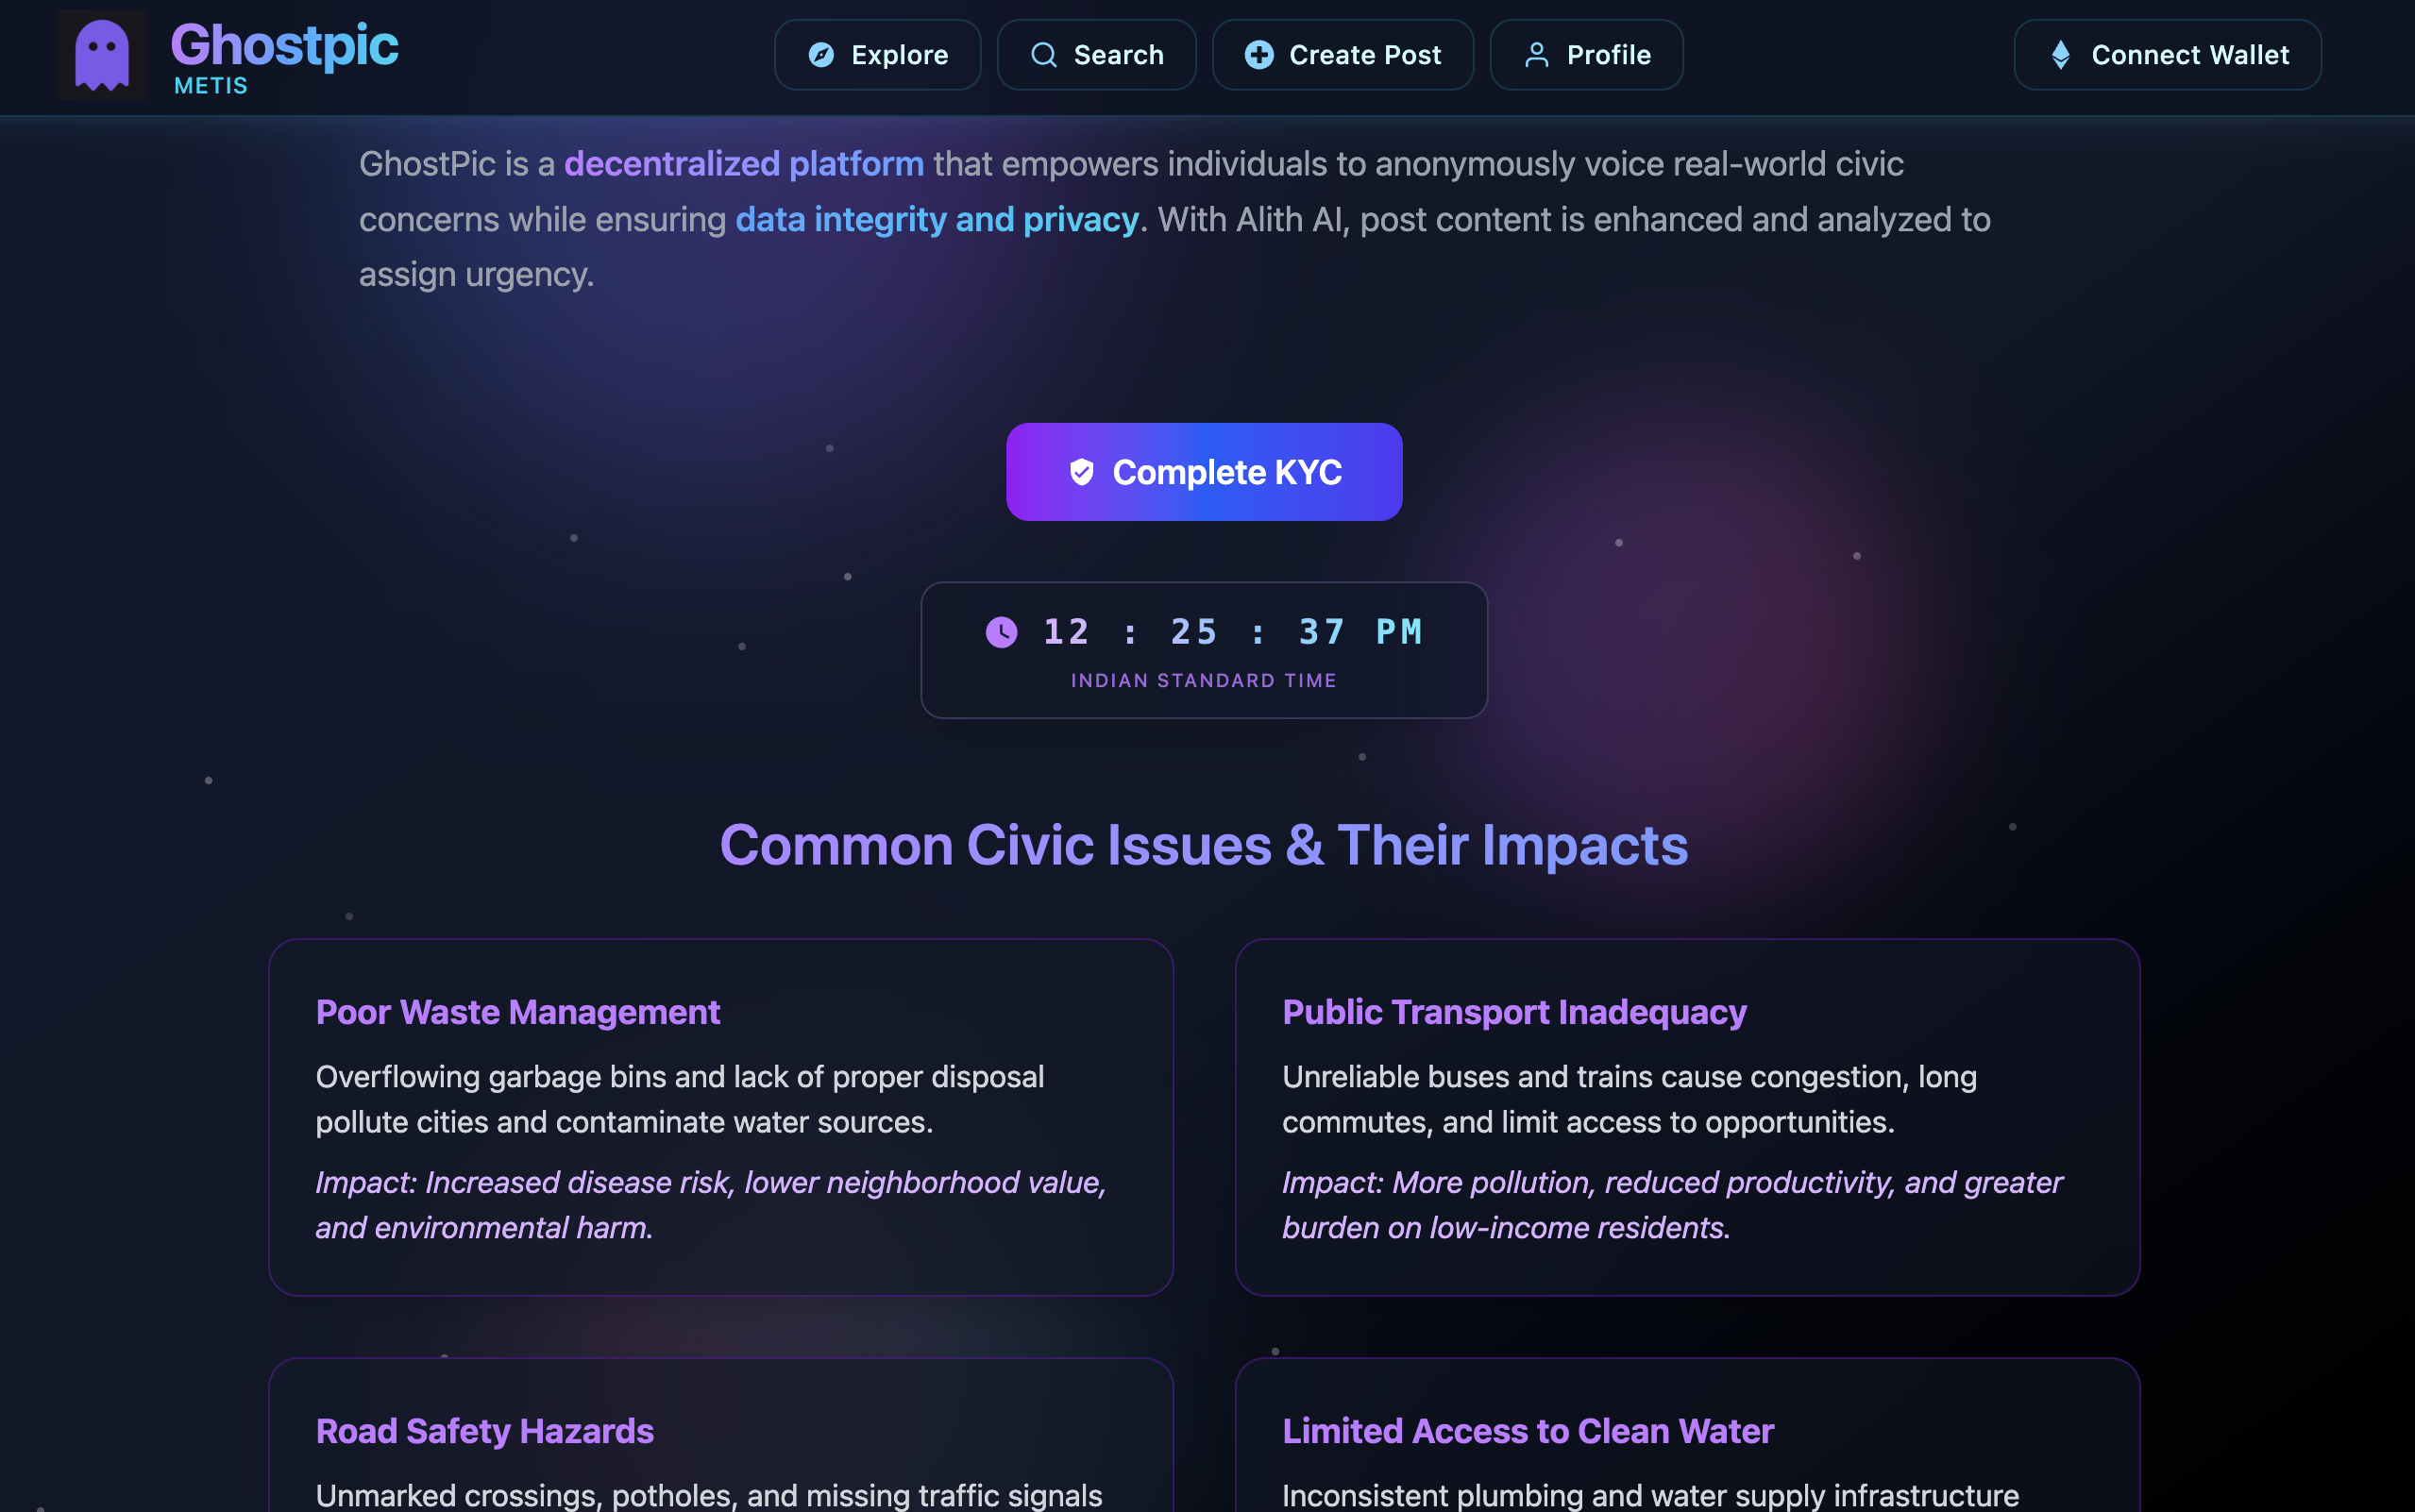 Ghostpic
METIS
Explore
Search
Create Post
Profile
Connect Wallet
GhostPic is a decentralized platform that empowers individuals to anonymously voice real-world civic
concerns while ensuring data integrity and privacy. With Alith AI, post content is enhanced and analyzed to
assign urgency.
Complete KYC
12 : 25 : 37 PM
INDIAN STANDARD TIME
Common Civic Issues & Their Impacts
Poor Waste Management
Overflowing garbage bins and lack of proper disposal
pollute cities and contaminate water sources.
Impact: Increased disease risk, lower neighborhood value,
and environmental harm.
Public Transport Inadequacy
Unreliable buses and trains cause congestion, long
commutes, and limit access to opportunities.
Impact: More pollution, reduced productivity, and greater
burden on low-income residents.
Road Safety Hazards
Unmarked crossings, potholes, and missing traffic signals
Limited Access to Clean Water
Inconsistent plumbing and water supply infrastructure